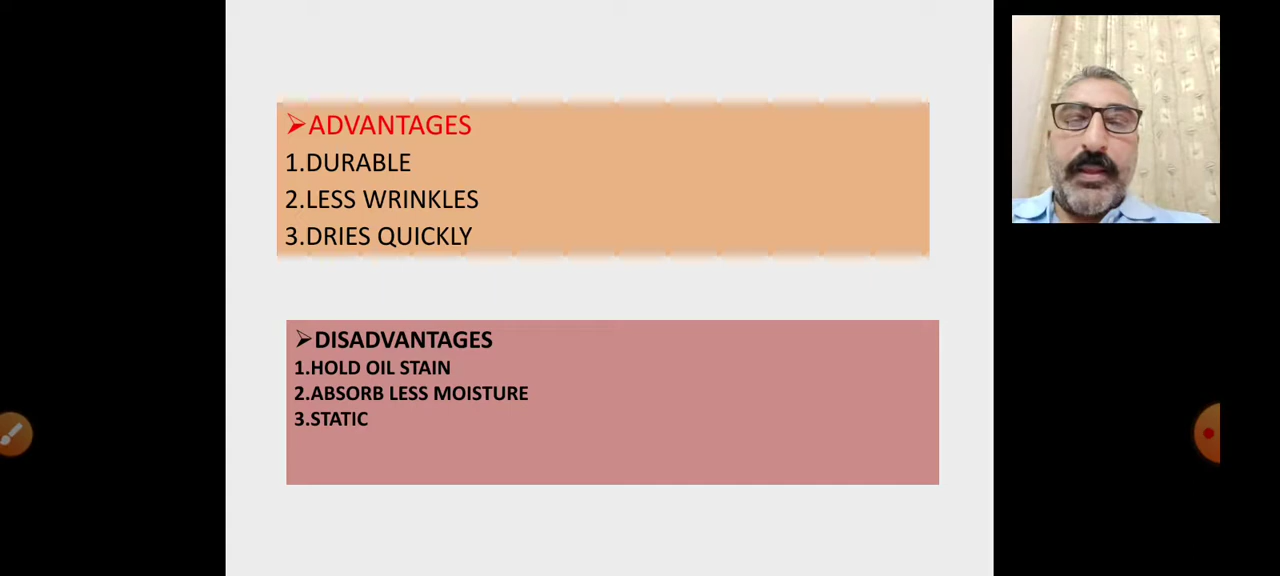 ➢ADVANTAGES
1.DURABLE
2.LESS WRINKLES
3.DRIES QUICKLY
➢DISADVANTAGES
1.HOLD OIL STAIN
2.ABSORB LESS MOISTURE
3.STATIC